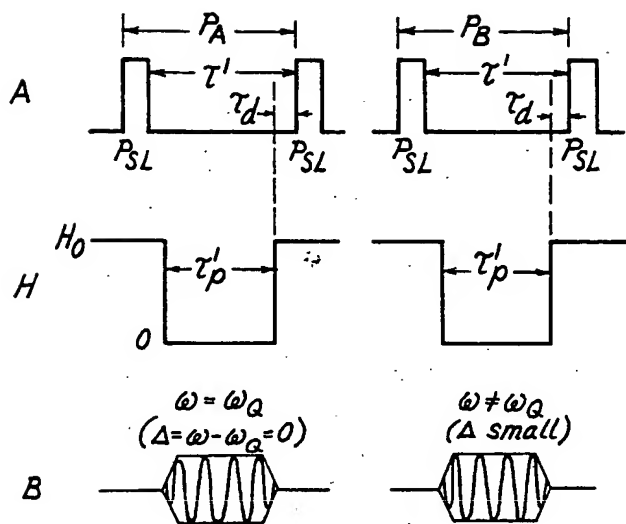 P_A P_B
A τ' τ'
τ_d τ_d
P_SL P_SL P_SL P_SL
H_0
H τ'_p τ'_p
0
ω = ω_Q ω ≠ ω_Q
(Δ = ω - ω_Q = 0) (Δ small)
B